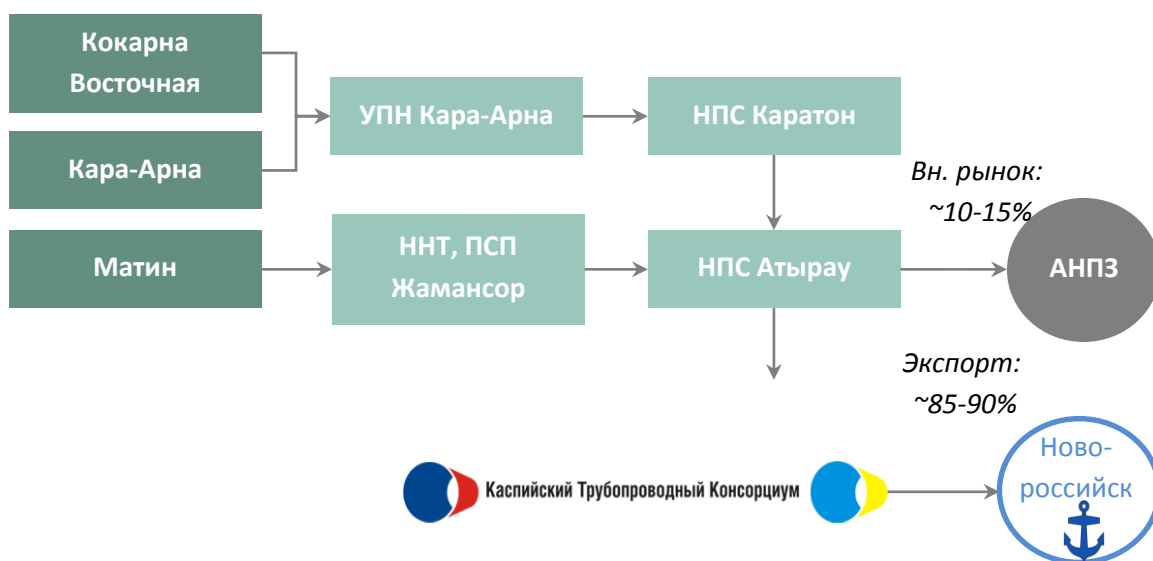 Кокарна
Восточная
УПН Кара-Арна
НПС Каратон
Кара-Арна
Вн. рынок:
~10-15%
Матин
ННТ, ПСП
Жамансор
НПС Атырау
АНПЗ
Экспорт:
~85-90%
Каспийский Трубопроводный Консорциум
Ново-
российск